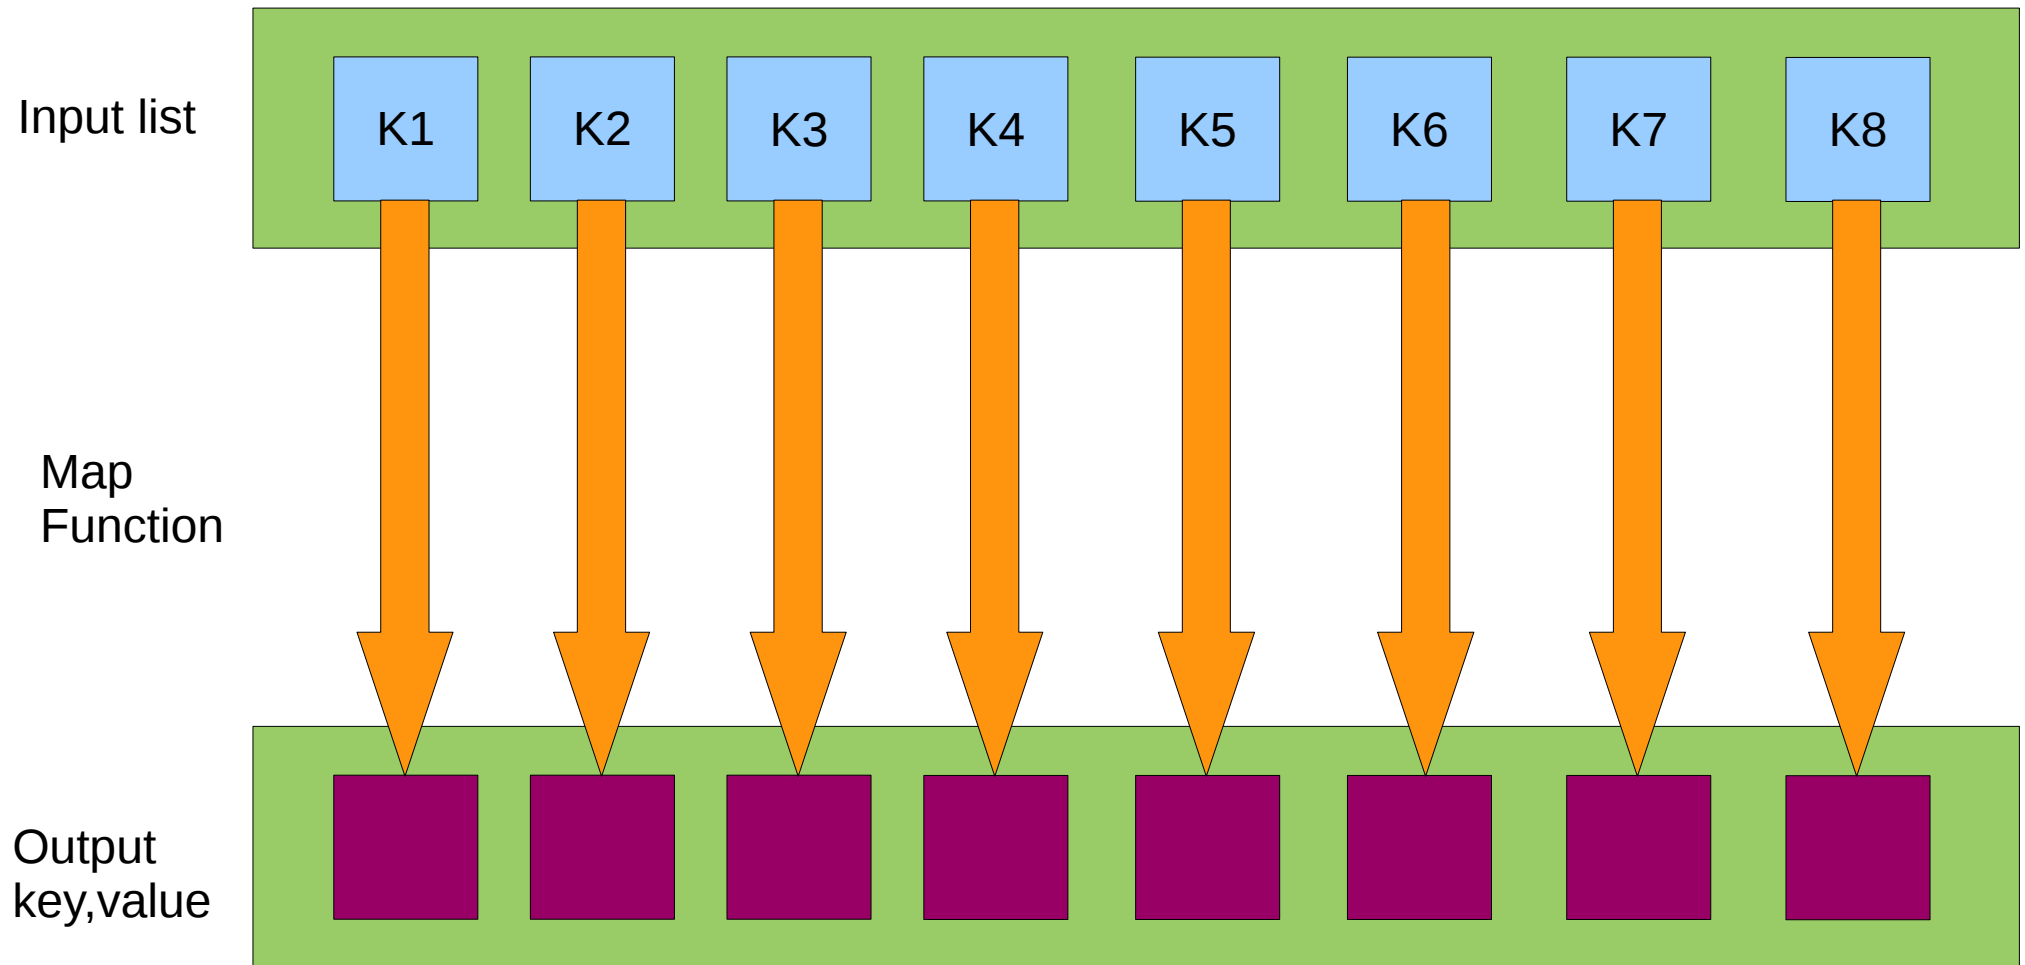 Input list
K1 K2 K3 K4 K5 K6 K7 K8
Map
Function
Output
key,value